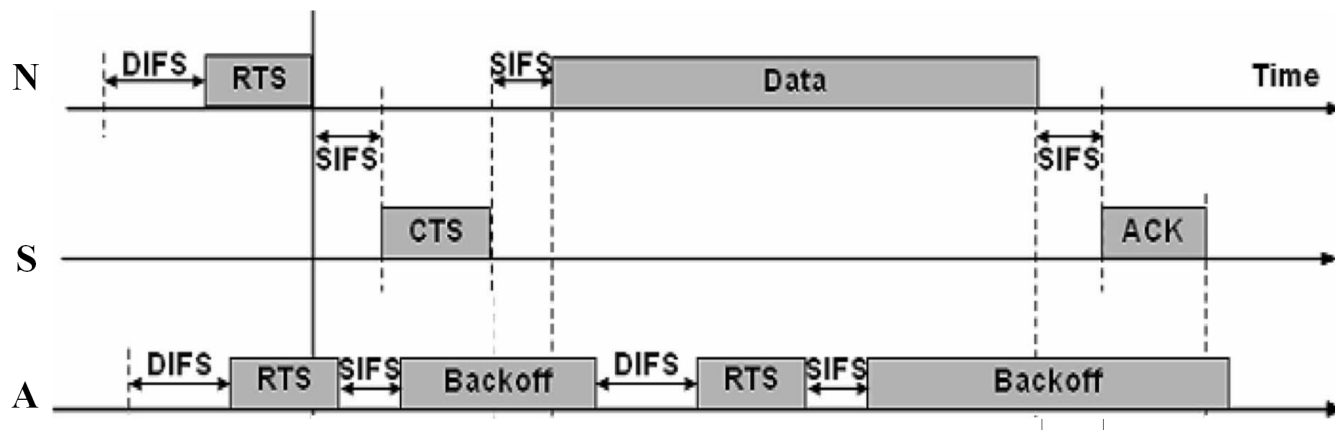 N DIFS RTS SIFS Data Time
SIFS SIFS
S CTS ACK
A DIFS RTS SIFS Backoff DIFS RTS SIFS Backoff